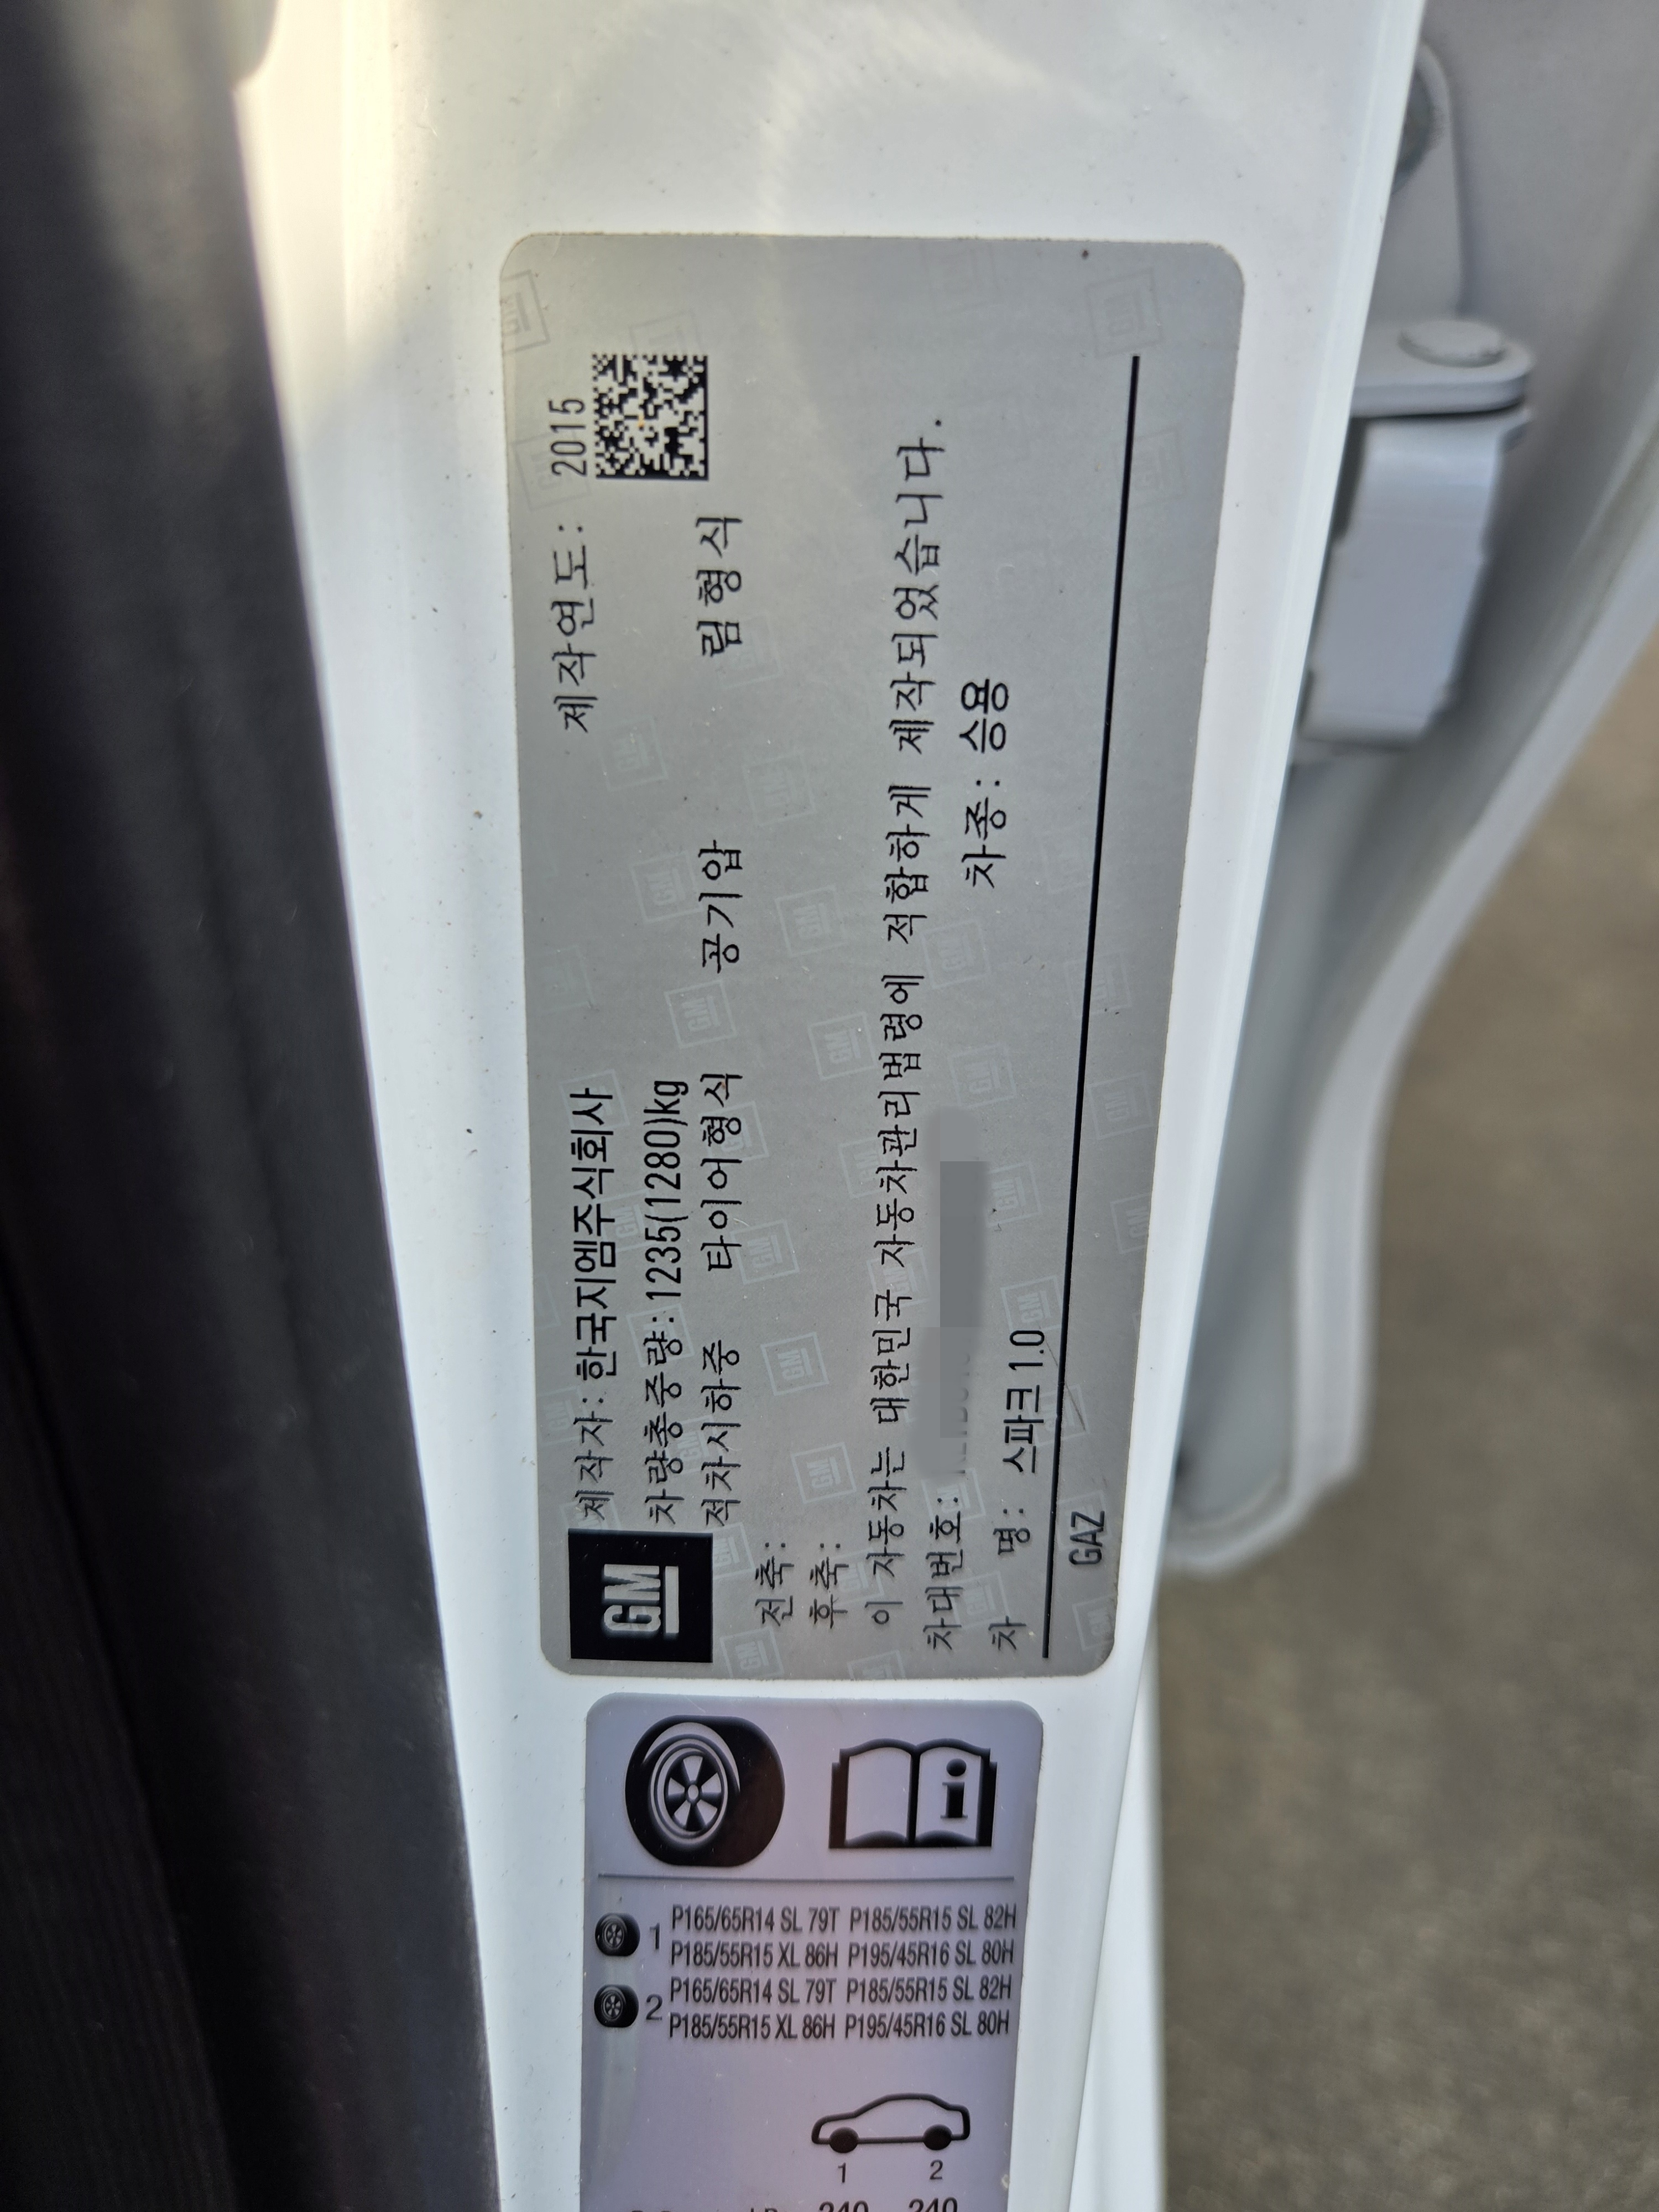 GM
제작자: 한국지엠주식회사 제작연도: 2015
차량총중량: 1235(1280)kg
적차시하중 타이어형식 공기압 림형식
전축:
후축:
이 자동차는 대한민국 자동차관리법령에 적합하게 제작되었습니다.
차대번호:
차종: 승용
차 명: 스파크 1.0
GAZ
1 P165/65R14 SL 79T P185/55R15 SL 82H
P185/55R15 XL 86H P195/45R16 SL 80H
2 P165/65R14 SL 79T P185/55R15 SL 82H
P185/55R15 XL 86H P195/45R16 SL 80H
1 2
240 240